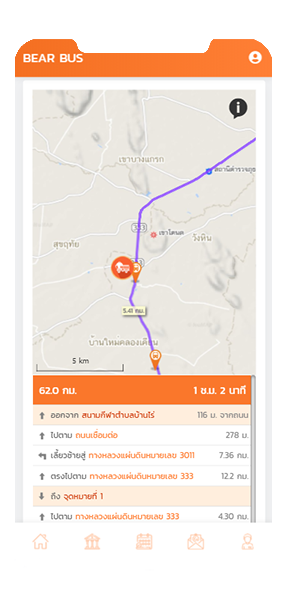 BEAR BUS
i
เขาบางแกรก
สถานีตำรวจภูธ
333
เขาโคนด
วังหิน
สุขฤทัย
333
5.41 กม.
บ้านใหม่คลองเตียน
5 km
62.0 กม. 1 ช.ม. 2 นาที
ออกจาก สนามกีฬาตำบลบ้านไร่ 116 ม. จากถนน
ไปตาม ถนนเชื่อมต่อ 278 ม.
เลี้ยวซ้ายสู่ ทางหลวงแผ่นดินหมายเลข 3011 7.36 กม.
ตรงไปตาม ทางหลวงแผ่นดินหมายเลข 333 12.2 กม.
ถึง จุดหมายที่ 1
ไปตาม ทางหลวงแผ่นดินหมายเลข 333 4.30 กม.